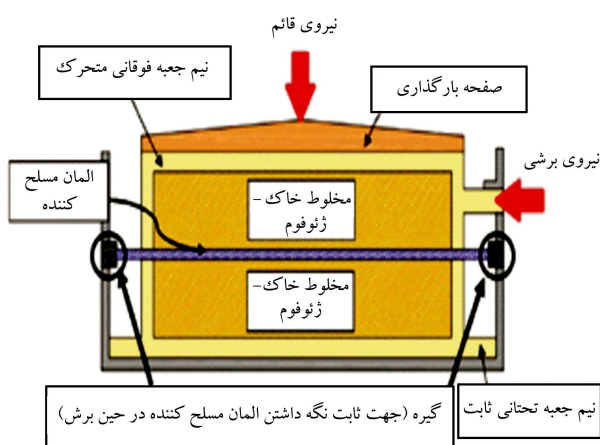 نیروی قائم
نیم جعبه فوقانی متحرک
صفحه بارگذاری
نیروی برشی
المان مسلح
کننده
مخلوط خاک-
ژئوفوم
مخلوط خاک-
ژئوفوم
نیم جعبه تحتانی ثابت
گیره (جهت ثابت نگه داشتن المان مسلح کننده در حین برش)